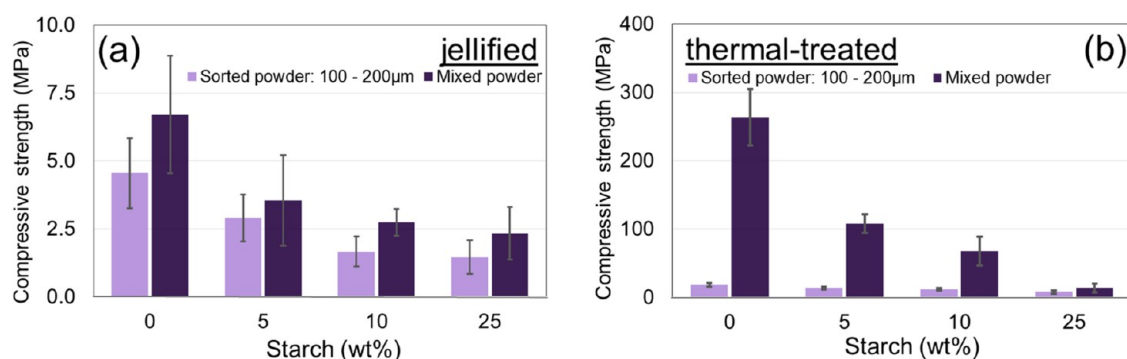 (a)
jellified
Sorted powder: 100 - 200µm
Mixed powder
Compressive strength (MPa)
10.0
7.5
5.0
2.5
0.0
0 5 10 25
Starch (wt%)
thermal-treated
(b)
Sorted powder: 100 - 200µm
Mixed powder
Compressive strength (MPa)
400
300
200
100
0
0 5 10 25
Starch (wt%)